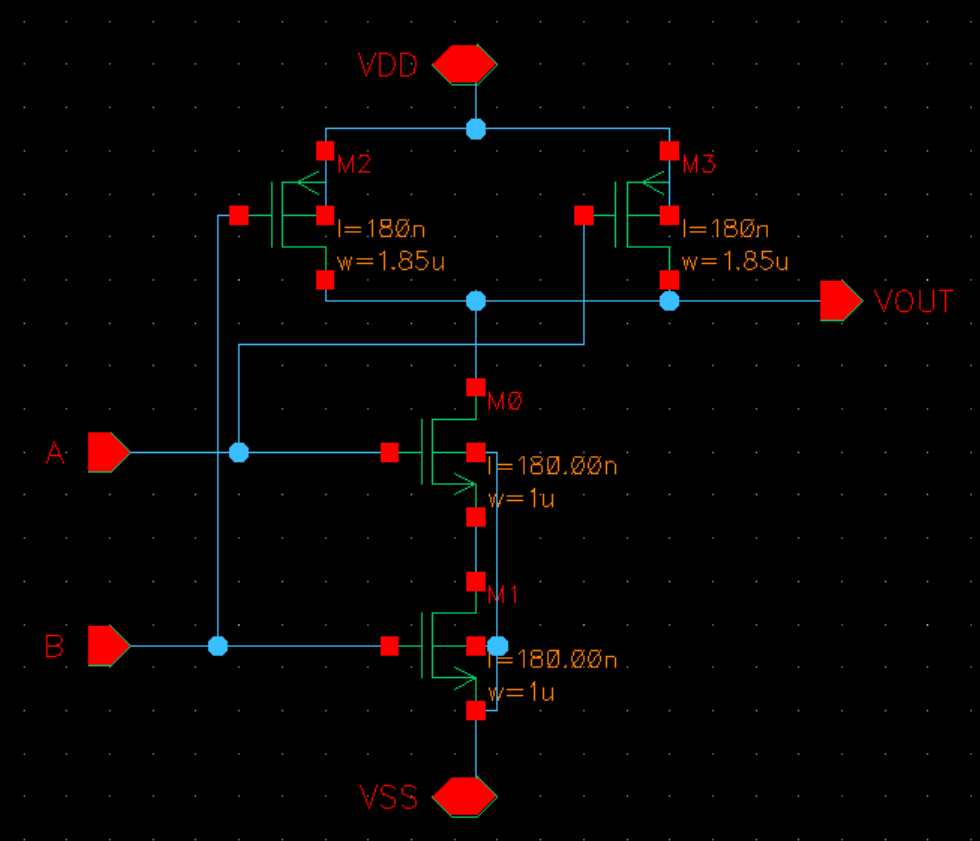 VDD
M2
l=180n
w=1.85u
M3
l=180n
w=1.85u
VOUT
M0
l=180.00n
w=1u
A
M1
l=180.00n
w=1u
B
VSS